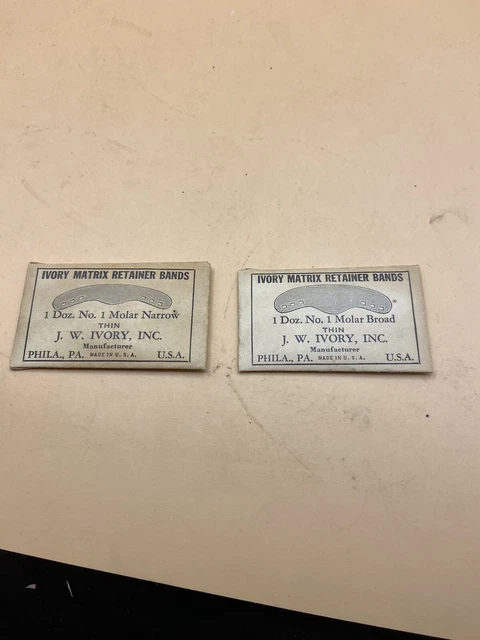 IVORY MATRIX RETAINER BANDS
1 Doz. No. 1 Molar Narrow
THIN
J. W. IVORY, INC.
Manufacturer
PHILA., PA. MADE IN U. S. A. U.S.A.
IVORY MATRIX RETAINER BANDS
1 Doz. No. 1 Molar Broad
THIN
J. W. IVORY, INC.
Manufacturer
PHILA., PA. MADE IN U. S. A. U.S.A.